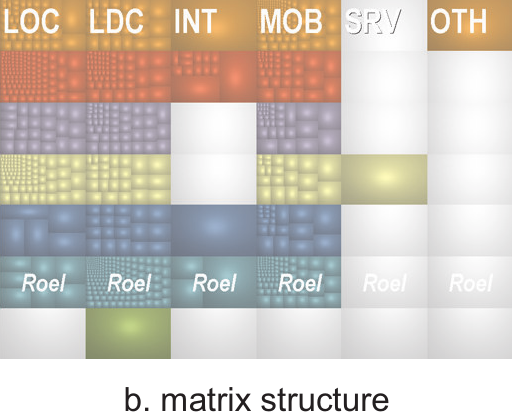 LOC LDC INT MOB SRV OTH
Roel Roel Roel Roel Roel Roel
b. matrix structure